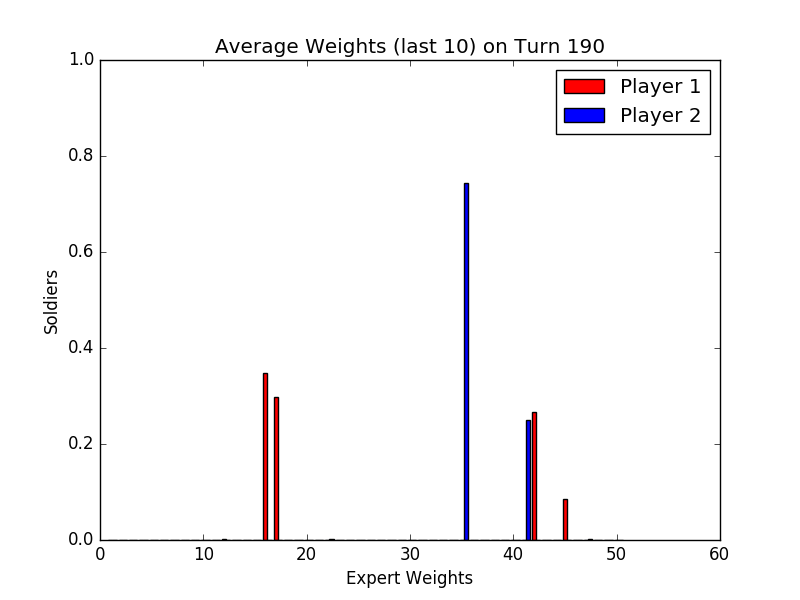 Average Weights (last 10) on Turn 190
1.0
0.8
0.6
0.4
0.2
0.0
Soldiers
Player 1
Player 2
0 10 20 30 40 50 60
Expert Weights